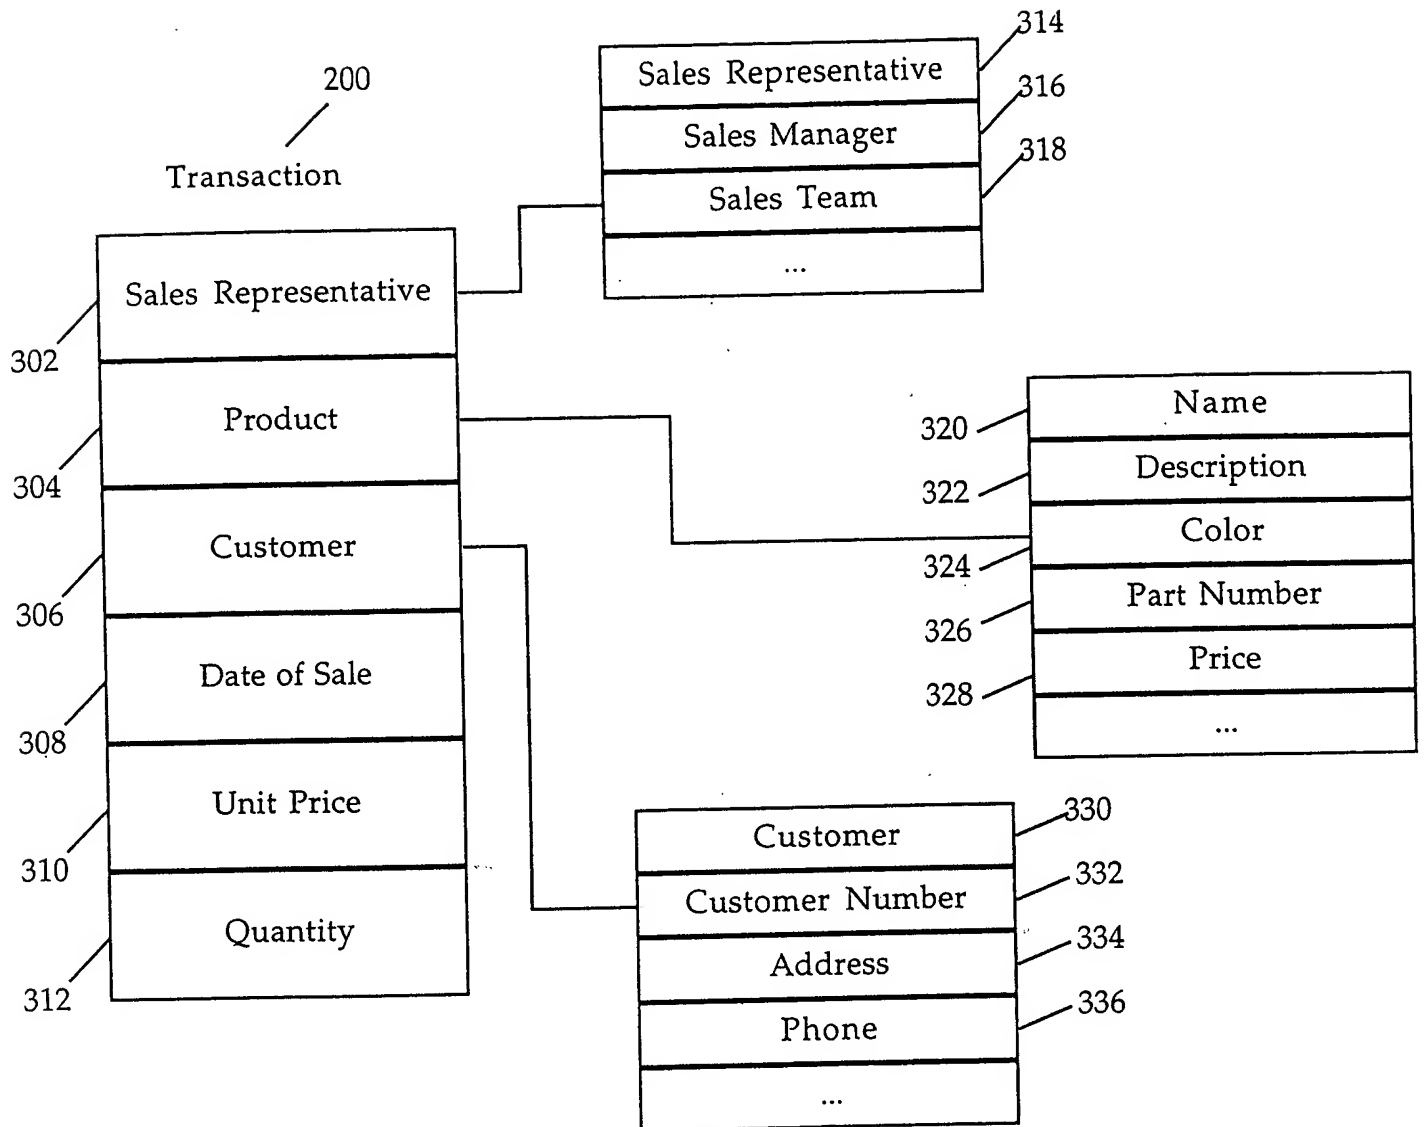 200
Transaction
Sales Representative
302
Product
304
Customer
306
Date of Sale
308
Unit Price
310
Quantity
312
Sales Representative
314
Sales Manager
316
Sales Team
318
...
Name
320
Description
322
Color
324
Part Number
326
Price
328
...
Customer
330
Customer Number
332
Address
334
Phone
336
...